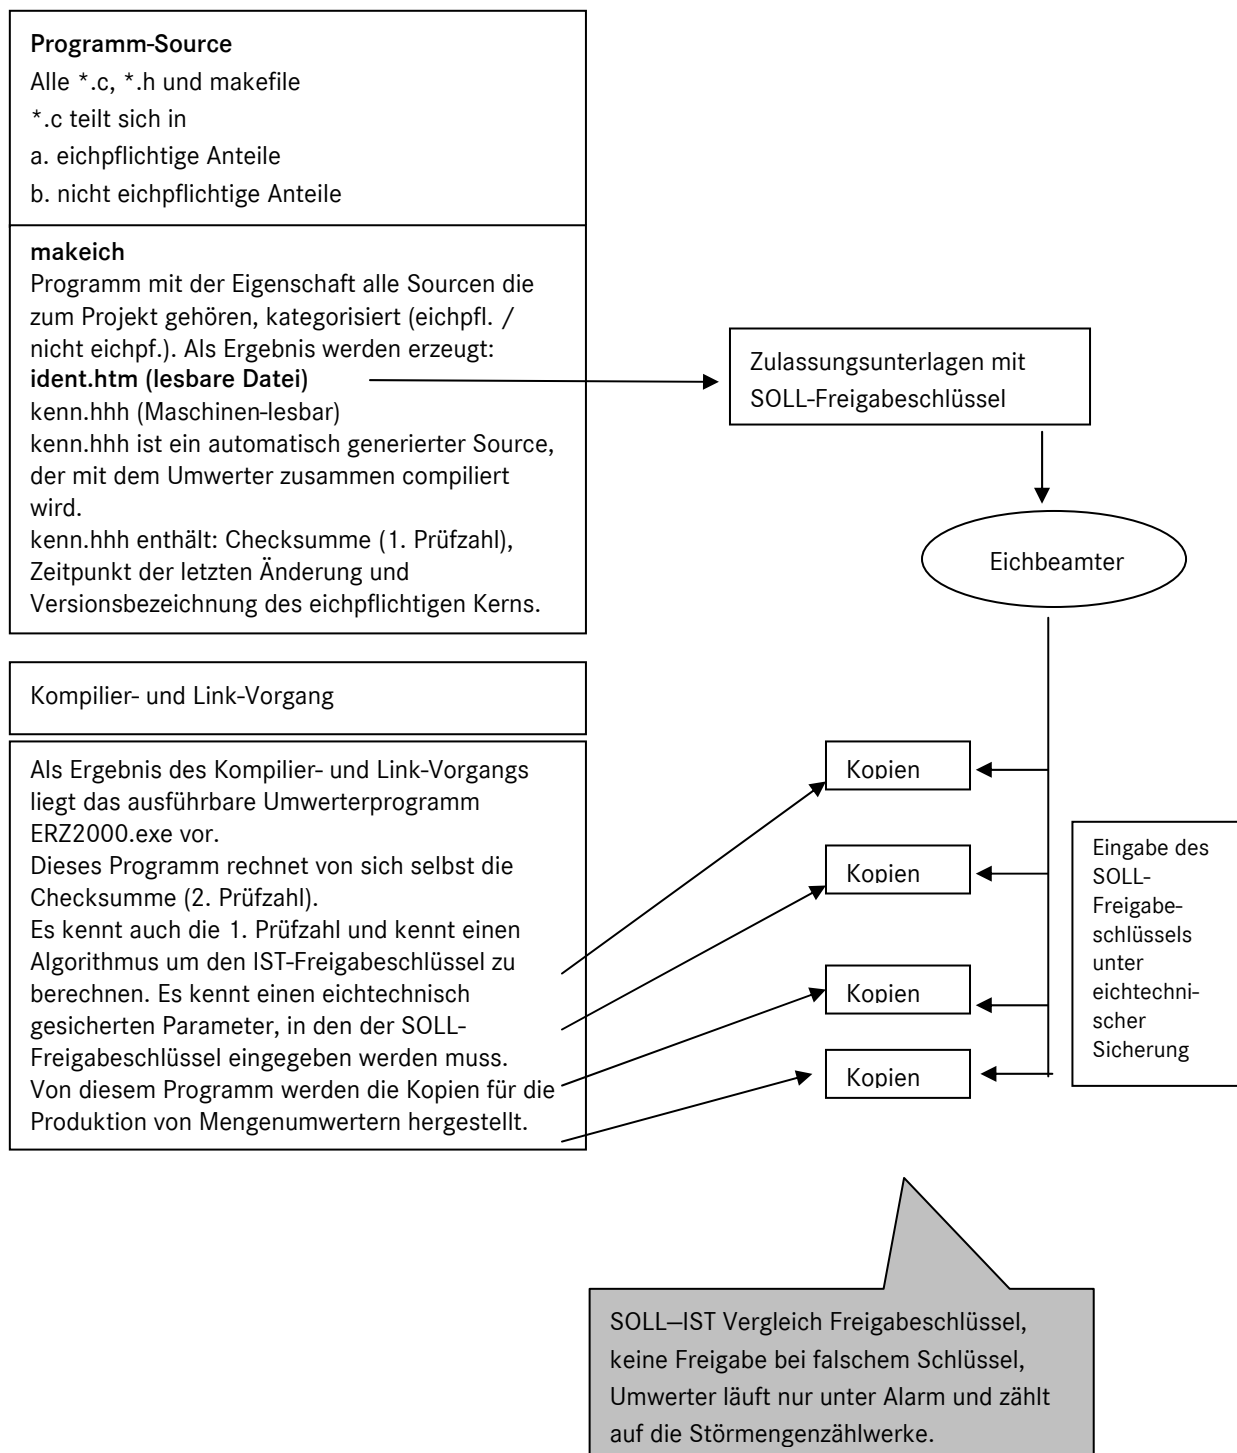 Programm-Source
Alle *.c, *.h und makefile
*.c teilt sich in
a. eichpflichtige Anteile
b. nicht eichpflichtige Anteile
makeich
Programm mit der Eigenschaft alle Sourcen die
zum Projekt gehören, kategorisiert (eichpfl. /
nicht eichpf.). Als Ergebnis werden erzeugt:
ident.htm (lesbare Datei)
kenn.hhh (Maschinen-lesbar)
kenn.hhh ist ein automatisch generierter Source,
der mit dem Umwerter zusammen compiliert
wird.
kenn.hhh enthält: Checksumme (1. Prüfzahl),
Zeitpunkt der letzten Änderung und
Versionsbezeichnung des eichpflichtigen Kerns.
Zulassungsunterlagen mit
SOLL-Freigabeschlüssel
Eichbeamter
Kompilier- und Link-Vorgang
Als Ergebnis des Kompilier- und Link-Vorgangs
liegt das ausführbare Umwerterprogramm
ERZ2000.exe vor.
Dieses Programm rechnet von sich selbst die
Checksumme (2. Prüfzahl).
Es kennt auch die 1. Prüfzahl und kennt einen
Algorithmus um den IST-Freigabeschlüssel zu
berechnen. Es kennt einen eichtechnisch
gesicherten Parameter, in den der SOLL-
Freigabeschlüssel eingegeben werden muss.
Von diesem Programm werden die Kopien für die
Produktion von Mengenumwertern hergestellt.
Kopien
Kopien
Kopien
Kopien
Eingabe des
SOLL-
Freigabe-
schlüssels
unter
eichtechni-
scher
Sicherung
SOLL–IST Vergleich Freigabeschlüssel,
keine Freigabe bei falschem Schlüssel,
Umwerter läuft nur unter Alarm und zählt
auf die Störmengenzählwerke.